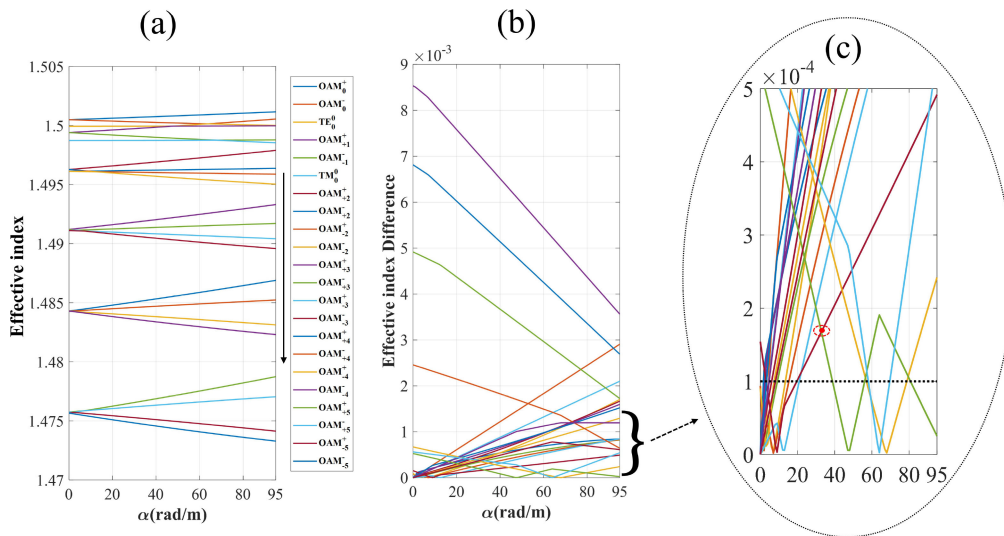 (a)
1.505
1.5
1.495
1.49
1.485
1.48
1.475
1.47
Effective index
0 20 40 60 80 95
α(rad/m)
OAM₀⁺
OAM₀⁻
TE₀⁰
OAM₊₁⁺
OAM₋₁⁻
TM₀⁰
OAM₊₂⁺
OAM₊₂⁻
OAM₋₂⁺
OAM₋₂⁻
OAM₊₃⁺
OAM₊₃⁻
OAM₋₃⁺
OAM₋₃⁻
OAM₊₄⁺
OAM₊₄⁻
OAM₋₄⁺
OAM₋₄⁻
OAM₊₅⁺
OAM₋₅⁻
OAM₋₅⁺
OAM₋₅⁻
(b)
×10⁻³
9
8
7
6
5
4
3
2
1
0
Effective index Difference
0 20 40 60 80 95
α(rad/m)
}
(c)
×10⁻⁴
5
4
3
2
1
0
0 20 40 60 80 95